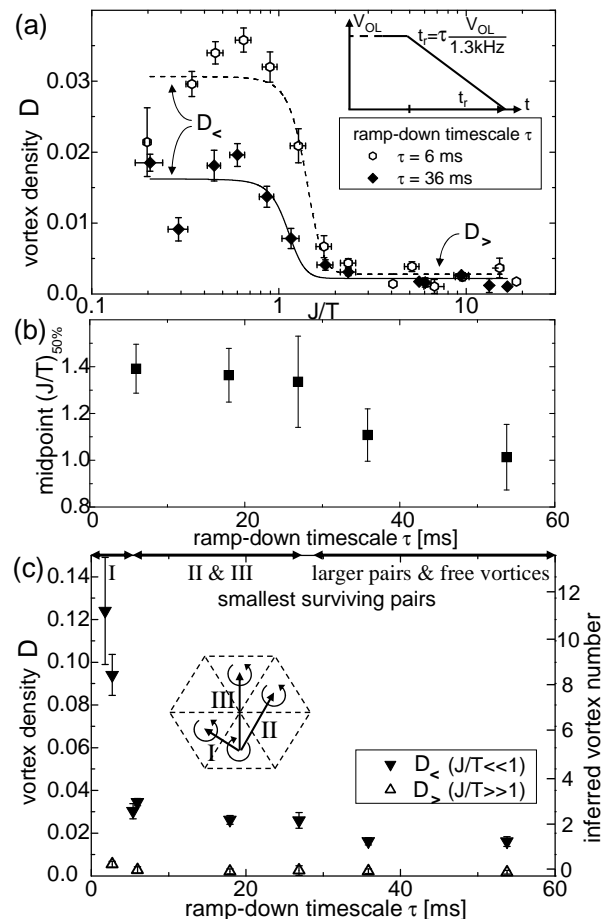 (a)
V_OL
t_r=τ V_OL/1.3kHz
t_r
t
0.03
0.02
0.01
0.0
vortex density D
D<
D>
ramp-down timescale τ
τ = 6 ms
τ = 36 ms
0.1
1
10
J/T
(b)
1.4
1.2
1.0
0.8
midpoint (J/T)50%
0
20
40
60
ramp-down timescale τ [ms]
(c)
I
II & III
larger pairs & free vortices
smallest surviving pairs
0.14
0.12
0.10
0.08
0.06
0.04
0.02
0.0
vortex density D
12
10
8
6
4
2
0
inferred vortex number
III
II
I
D< (J/T<<1)
D> (J/T>>1)
0
20
40
60
ramp-down timescale τ [ms]